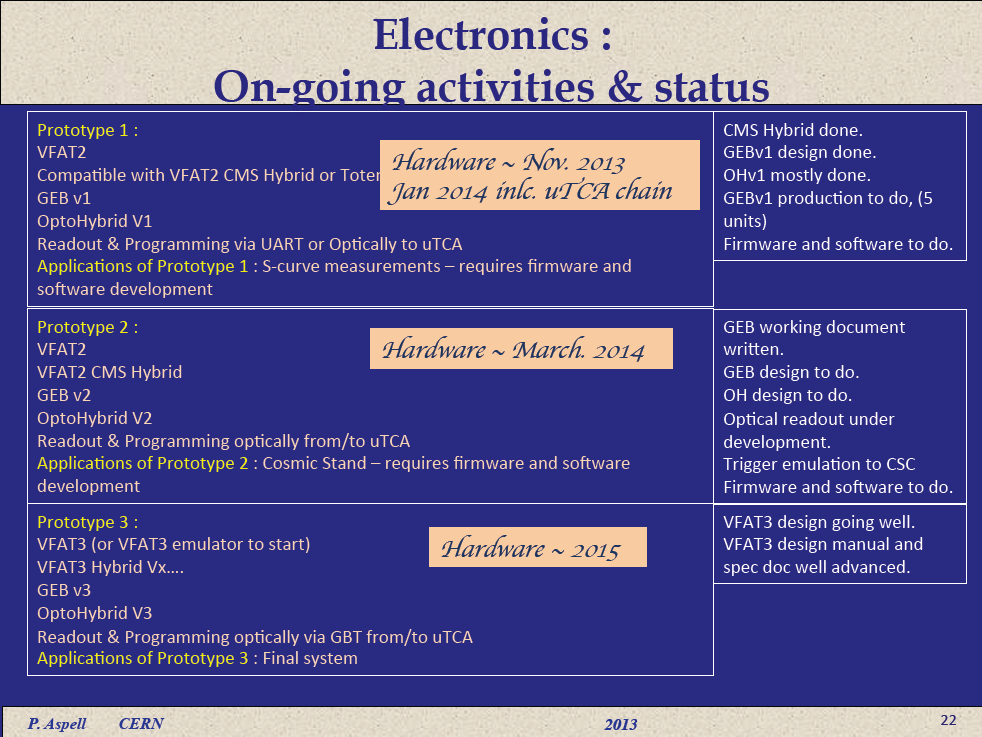 Electronics :
On-going activities & status
Prototype 1 :
VFAT2
Compatible with VFAT2 CMS Hybrid or
GEB v1
OptoHybrid V1
Readout & Programming via UART or Optically to uTCA
Applications of Prototype 1 : S-curve measurements – requires firmware and
software development
Hardware ~ Nov. 2013
Jan 2014 inlc. uTCA chain
CMS Hybrid done.
GEBv1 design done.
OHv1 mostly done.
GEBv1 production to do, (5
units)
Firmware and software to do.
Prototype 2 :
VFAT2
VFAT2 CMS Hybrid
GEB v2
OptoHybrid V2
Readout & Programming optically from/to uTCA
Applications of Prototype 2 : Cosmic Stand – requires firmware and software
development
Hardware ~ March. 2014
GEB working document
written.
GEB design to do.
OH design to do.
Optical readout under
development.
Trigger emulation to CSC
Firmware and software to do.
Prototype 3 :
VFAT3 (or VFAT3 emulator to start)
VFAT3 Hybrid Vx….
GEB v3
OptoHybrid V3
Readout & Programming optically via GBT from/to uTCA
Applications of Prototype 3 : Final system
Hardware ~ 2015
VFAT3 design going well.
VFAT3 design manual and
spec doc well advanced.
P. Aspell CERN
2013
22